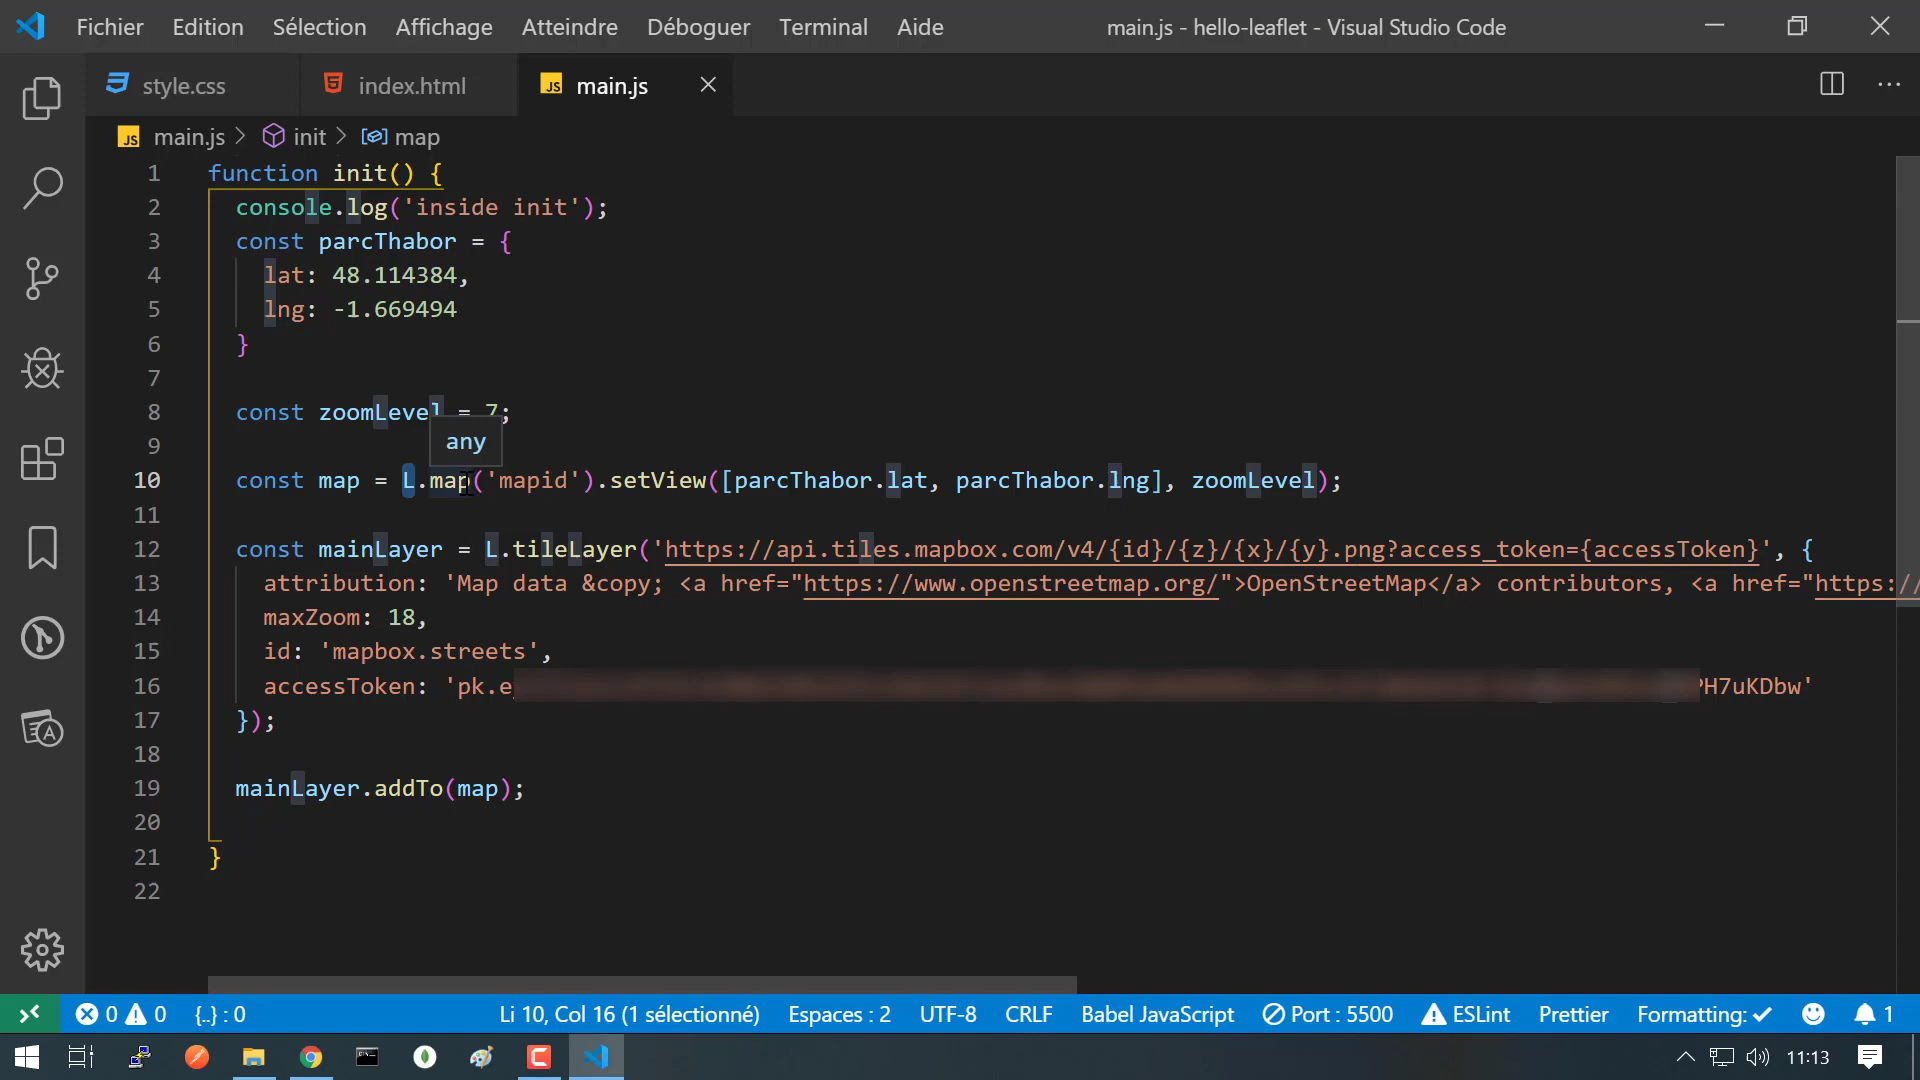 Fichier Edition Sélection Affichage Atteindre Déboguer Terminal Aide main.js - hello-leaflet - Visual Studio Code
style.css index.html JS main.js
JS main.js > init > map
1 function init() {
2 console.log('inside init');
3 const parcThabor = {
4 lat: 48.114384,
5 lng: -1.669494
6 }
7
8 const zoomLevel = 7;
any
9
10 const map = L.map('mapid').setView([parcThabor.lat, parcThabor.lng], zoomLevel);
11
12 const mainLayer = L.tileLayer('https://api.tiles.mapbox.com/v4/{id}/{z}/{x}/{y}.png?access_token={accessToken}', {
13 attribution: 'Map data &copy; <a href="https://www.openstreetmap.org/">OpenStreetMap</a> contributors, <a href="https://
14 maxZoom: 18,
15 id: 'mapbox.streets',
16 accessToken: 'pk.e PH7uKDbw'
17 });
18
19 mainLayer.addTo(map);
20
21 }
22
0 0 {..} : 0 Li 10, Col 16 (1 sélectionné) Espaces : 2 UTF-8 CRLF Babel JavaScript Port : 5500 ESLint Prettier Formatting: 1
11:13